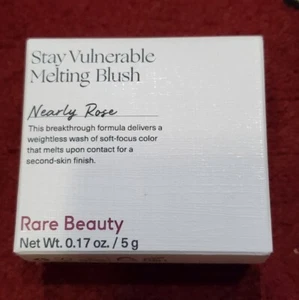 Stay Vulnerable
Melting Blush
Nearly Rose
This breakthrough formula delivers a
weightless wash of soft-focus color
that melts upon contact for a
second-skin finish.
Rare Beauty
Net Wt. 0.17 oz. / 5 g